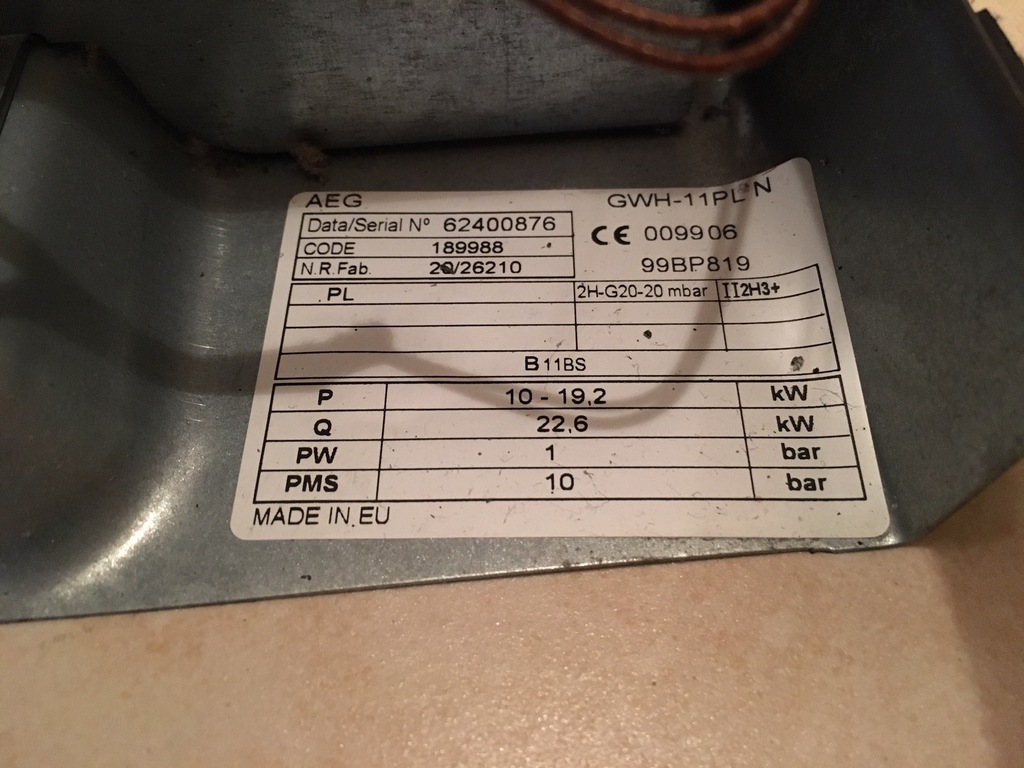 AEG GWH-11PL N
Data/Serial Nº 62400876
CE 009906
CODE 189988
99BP819
N.R.Fab. 20/26210
PL 2H-G20-20 mbar II2H3+
B11BS
P 10 - 19,2 kW
Q 22,6 kW
PW 1 bar
PMS 10 bar
MADE IN EU